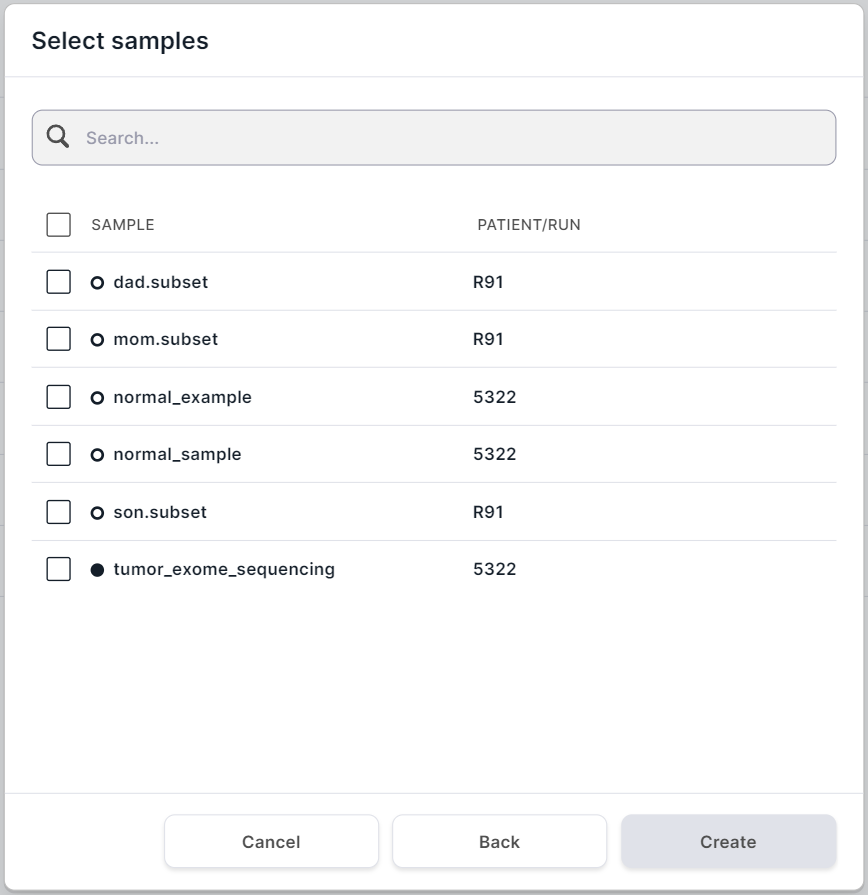 Select samples
Search...
SAMPLE PATIENT/RUN
dad.subset R91
mom.subset R91
normal_example 5322
normal_sample 5322
son.subset R91
tumor_exome_sequencing 5322
Cancel Back Create